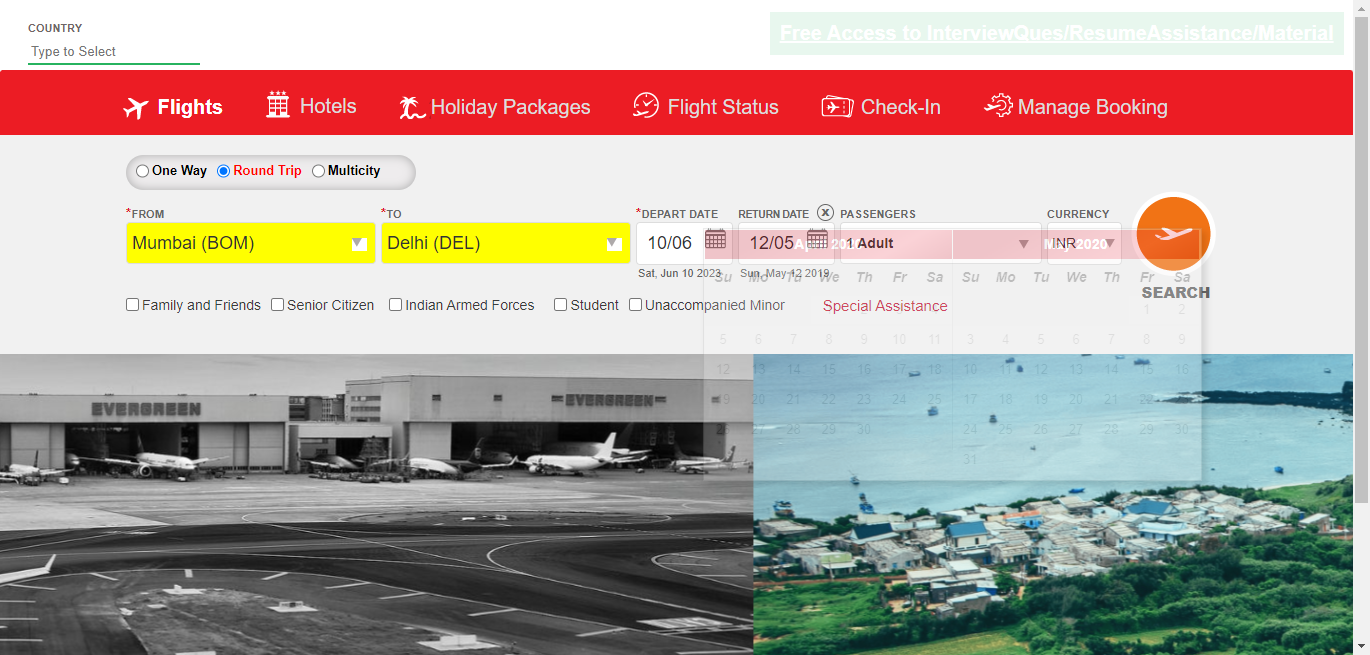 COUNTRY
Type to Select
Free Access to InterviewQues/ResumeAssistance/Material
Flights Hotels Holiday Packages Flight Status Check-In Manage Booking
One Way Round Trip Multicity
*FROM *TO *DEPART DATE RETURN DATE X PASSENGERS CURRENCY
Mumbai (BOM) Delhi (DEL) 10/06 12/05 1 Adult INR
May 2020
Sat, Jun 10 2023 Sun, May 12 2019
Su Mo Tu We Th Fr Sa Su Mo Tu We Th Fr Sa
SEARCH
Family and Friends Senior Citizen Indian Armed Forces Student Unaccompanied Minor Special Assistance
1 2
5 6 7 8 9 10 11 3 4 5 6 7 8 9
12 13 14 15 16 17 18 10 11 12 13 14 15 16
19 20 21 22 23 24 25 17 18 19 20 21 22 23
26 27 28 29 30 24 25 26 27 28 29 30
31
EVERGREEN EVERGREEN